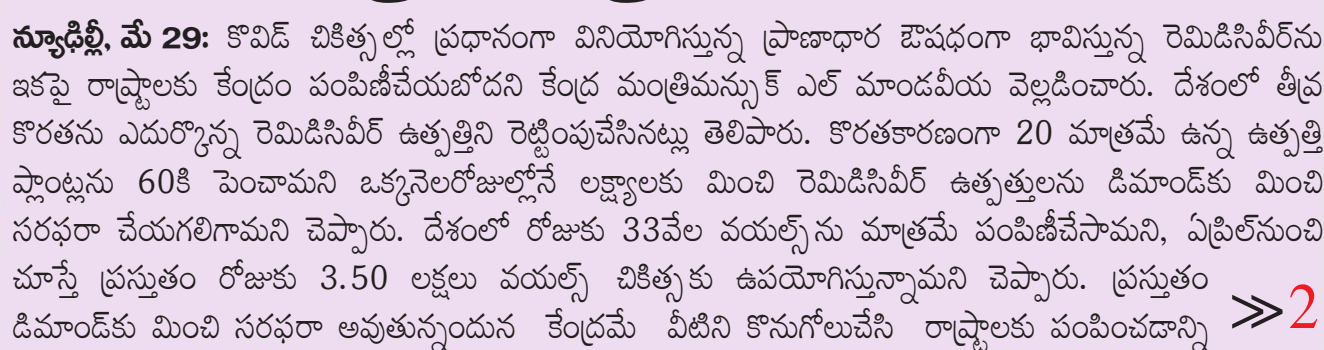 న్యూఢిల్లీ, మే 29: కొవిడ్ చికిత్సల్లో ప్రధానంగా వినియోగిస్తున్న ప్రాణాధార ఔషధంగా భావిస్తున్న రెమిడిసివీర్‌ను
ఇకపై రాష్ట్రాలకు కేంద్రం పంపిణీచేయబోదని కేంద్ర మంత్రిమన్సుక్ ఎల్ మాండవీయ వెల్లడించారు. దేశంలో తీవ్ర
కొరతను ఎదుర్కొన్న రెమిడిసివీర్ ఉత్పత్తిని రెట్టింపుచేసినట్లు తెలిపారు. కొరతకారణంగా 20 మాత్రమే ఉన్న ఉత్పత్తి
ప్లాంట్లను 60కి పెంచామని ఒక్కనెలరోజుల్లోనే లక్ష్యాలకు మించి రెమిడిసివీర్ ఉత్పత్తులను డిమాండ్‌కు మించి
సరఫరా చేయగలిగామని చెప్పారు. దేశంలో రోజుకు 33వేల వయల్స్‌ను మాత్రమే పంపిణీచేసామని, ఏప్రిల్‌నుంచి
చూస్తే ప్రస్తుతం రోజుకు 3.50 లక్షలు వయల్స్ చికిత్సకు ఉపయోగిస్తున్నామని చెప్పారు. ప్రస్తుతం
డిమాండ్‌కు మించి సరఫరా అవుతున్నందున కేంద్రమే వీటిని కొనుగోలుచేసి రాష్ట్రాలకు పంపించడాన్ని >>2